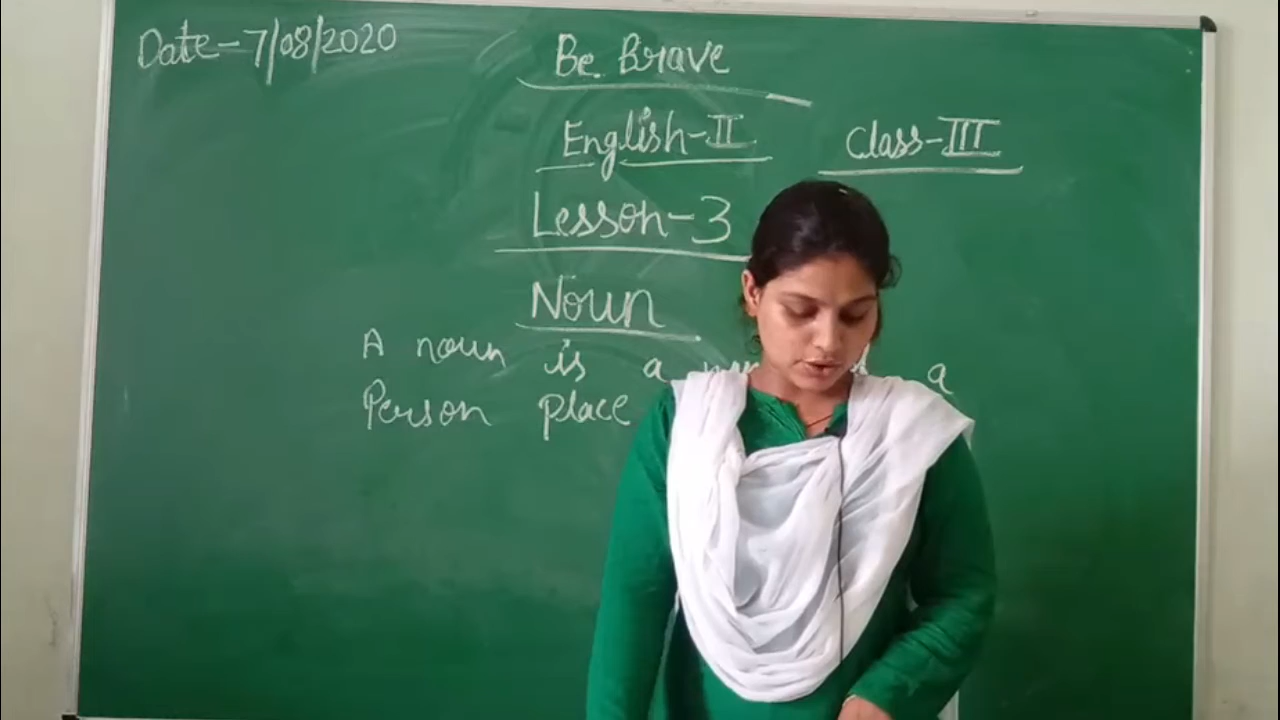 Date-7/08/2020
Be Brave
English-II Class-III
Lesson-3
Noun
A noun is a a
Person place